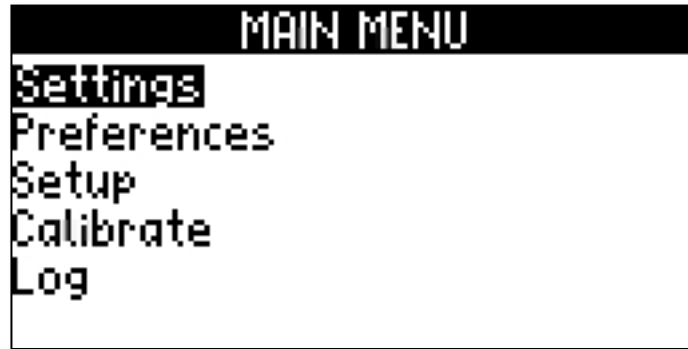 MAIN MENU
Settings
Preferences
Setup
Calibrate
Log